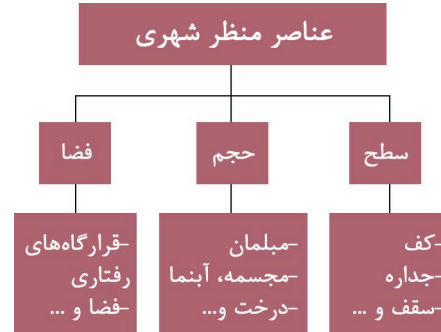 عناصر منظر شهری
سطح
حجم
فضا
-کف
-جداره
-سقف و ...
-مبلمان
-مجسمه، آبنما
-درخت و...
-قرارگاه‌های
رفتاری
-فضا و ...